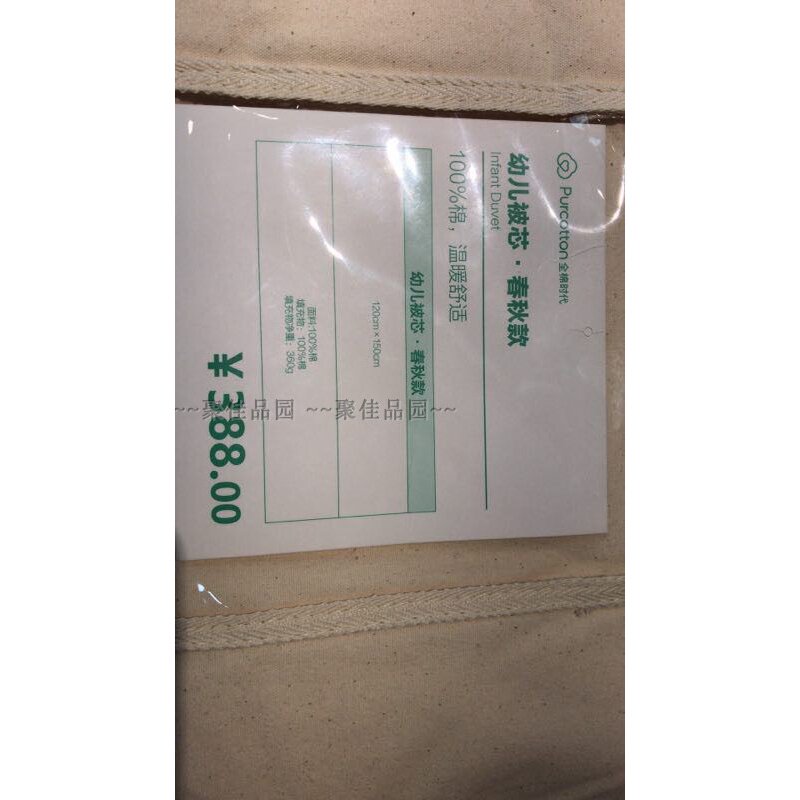 Purcotton 全棉时代
幼儿被芯·春秋款
Infant Duvet
100%棉，温暖舒适
幼儿被芯·春秋款
120cm×150cm
面料:100%棉
填充物：100%棉
填充物净重：360g
￥388.00
~~聚佳品园 ~~聚佳品园~~